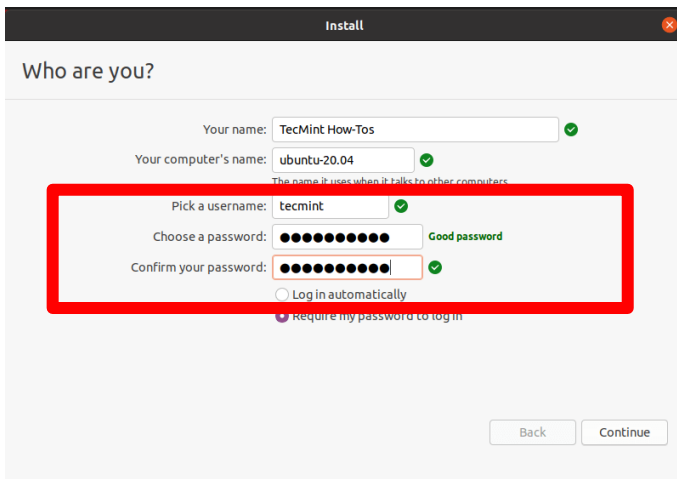 Install
Who are you?
Your name: TecMint How-Tos
Your computer's name: ubuntu-20.04
The name it uses when it talks to other computers.
Pick a username: tecmint
Choose a password: ●●●●●●●●●● Good password
Confirm your password: ●●●●●●●●●●
Log in automatically
Require my password to log in
Back Continue